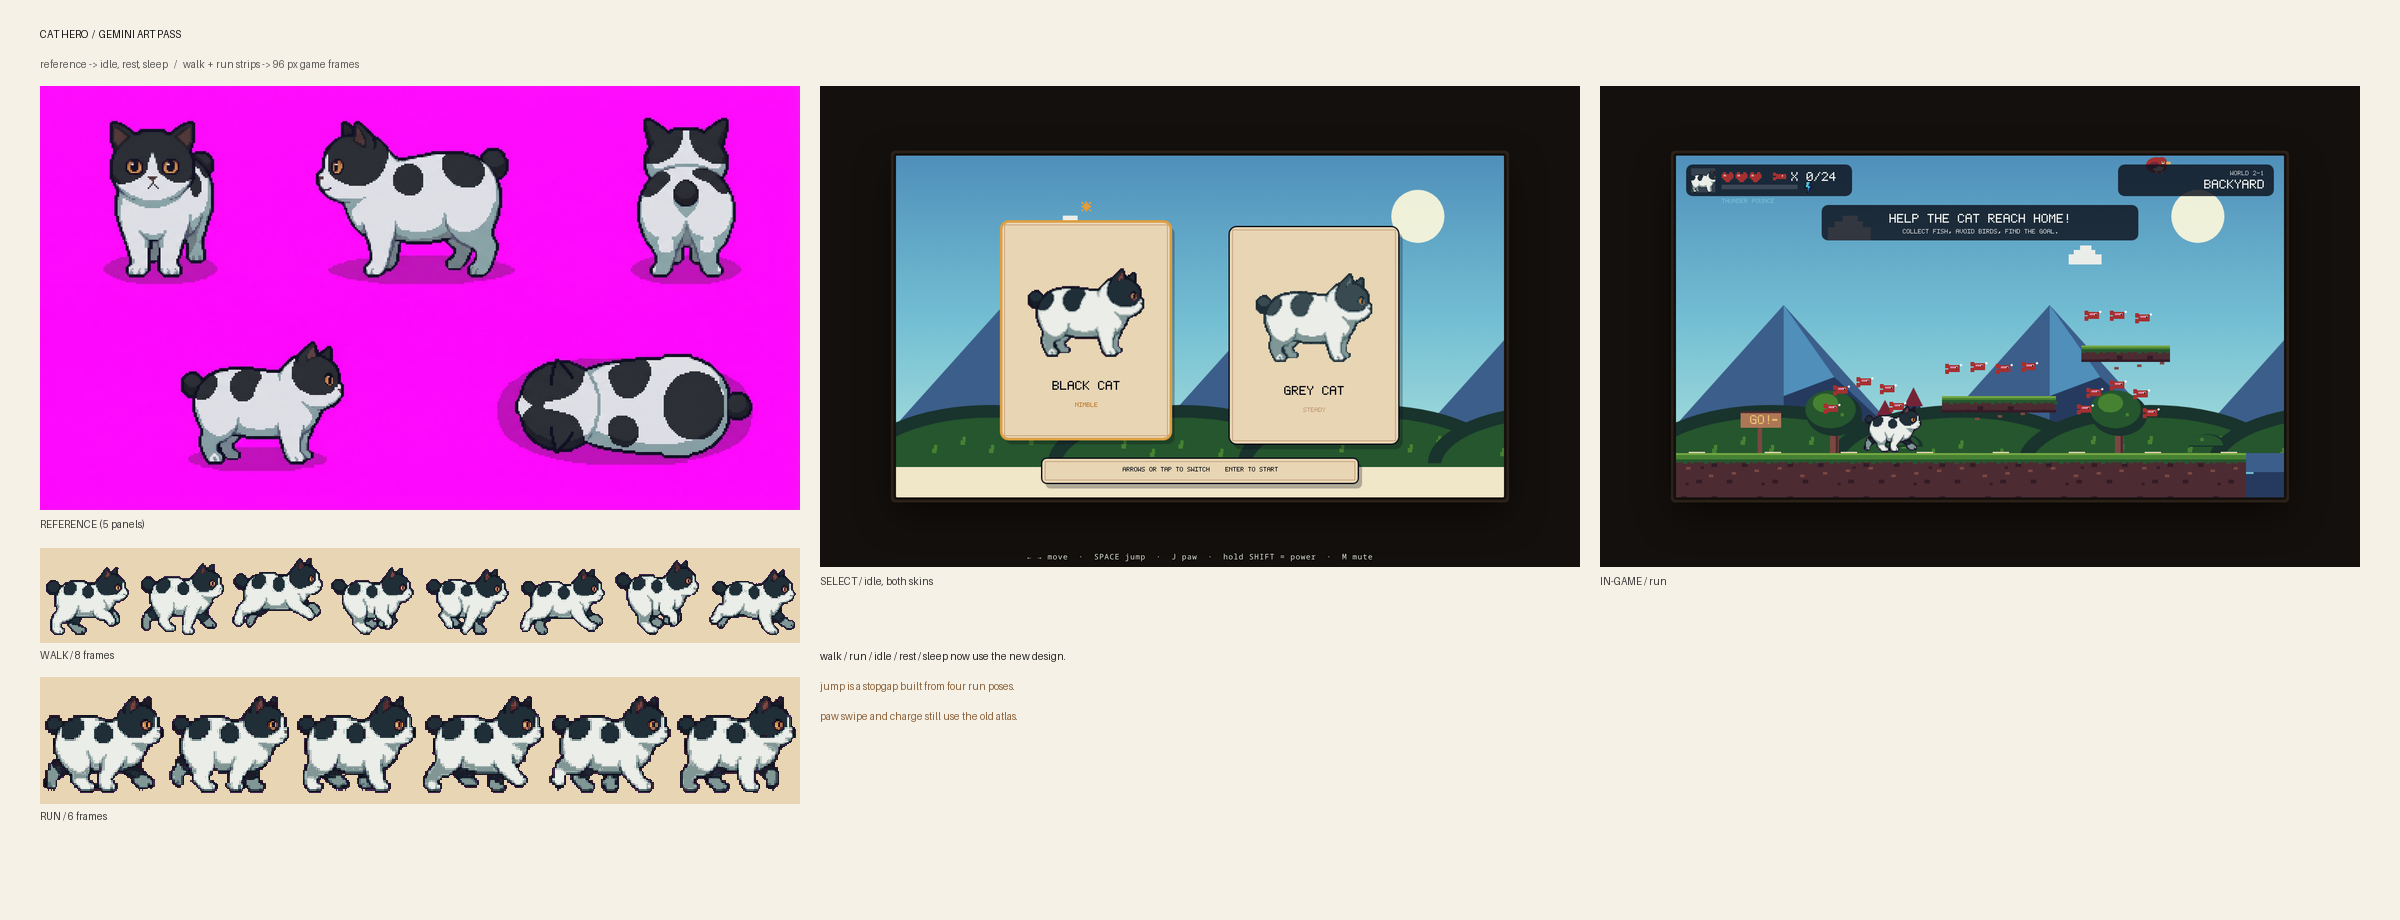 CAT HERO / GEMINI ART PASS
reference -> idle, rest, sleep / walk + run strips -> 96 px game frames
REFERENCE (5 panels)
WALK / 8 frames
RUN / 6 frames
BLACK CAT
NIMBLE
GREY CAT
STEADY
ARROWS OR TAP TO SWITCH ENTER TO START
← → move · SPACE jump · J paw · hold SHIFT = power · M mute
SELECT / idle, both skins
walk / run / idle / rest / sleep now use the new design.
jump is a stopgap built from four run poses.
paw swipe and charge still use the old atlas.
X 0/24
THUNDER POUNCE
WORLD 2-1
BACKYARD
HELP THE CAT REACH HOME!
COLLECT FISH, AVOID BIRDS, FIND THE GOAL.
GO!-
IN-GAME / run